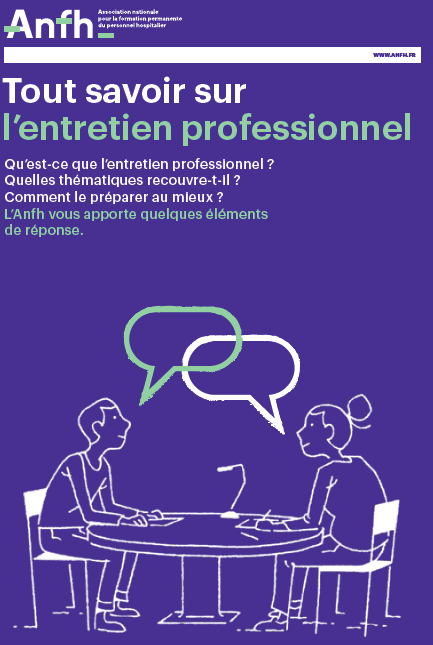 Anfh
Association nationale
pour la formation permanente
du personnel hospitalier
WWW.ANFH.FR
Tout savoir sur
l'entretien professionnel
Qu'est-ce que l'entretien professionnel ?
Quelles thématiques recouvre-t-il ?
Comment le préparer au mieux ?
L'Anfh vous apporte quelques éléments
de réponse.